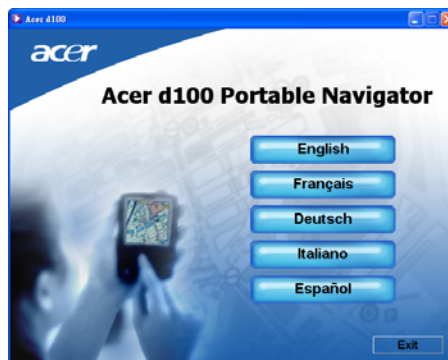 Acer d100
acer
Acer d100 Portable Navigator
English
Français
Deutsch
Italiano
Español
Exit